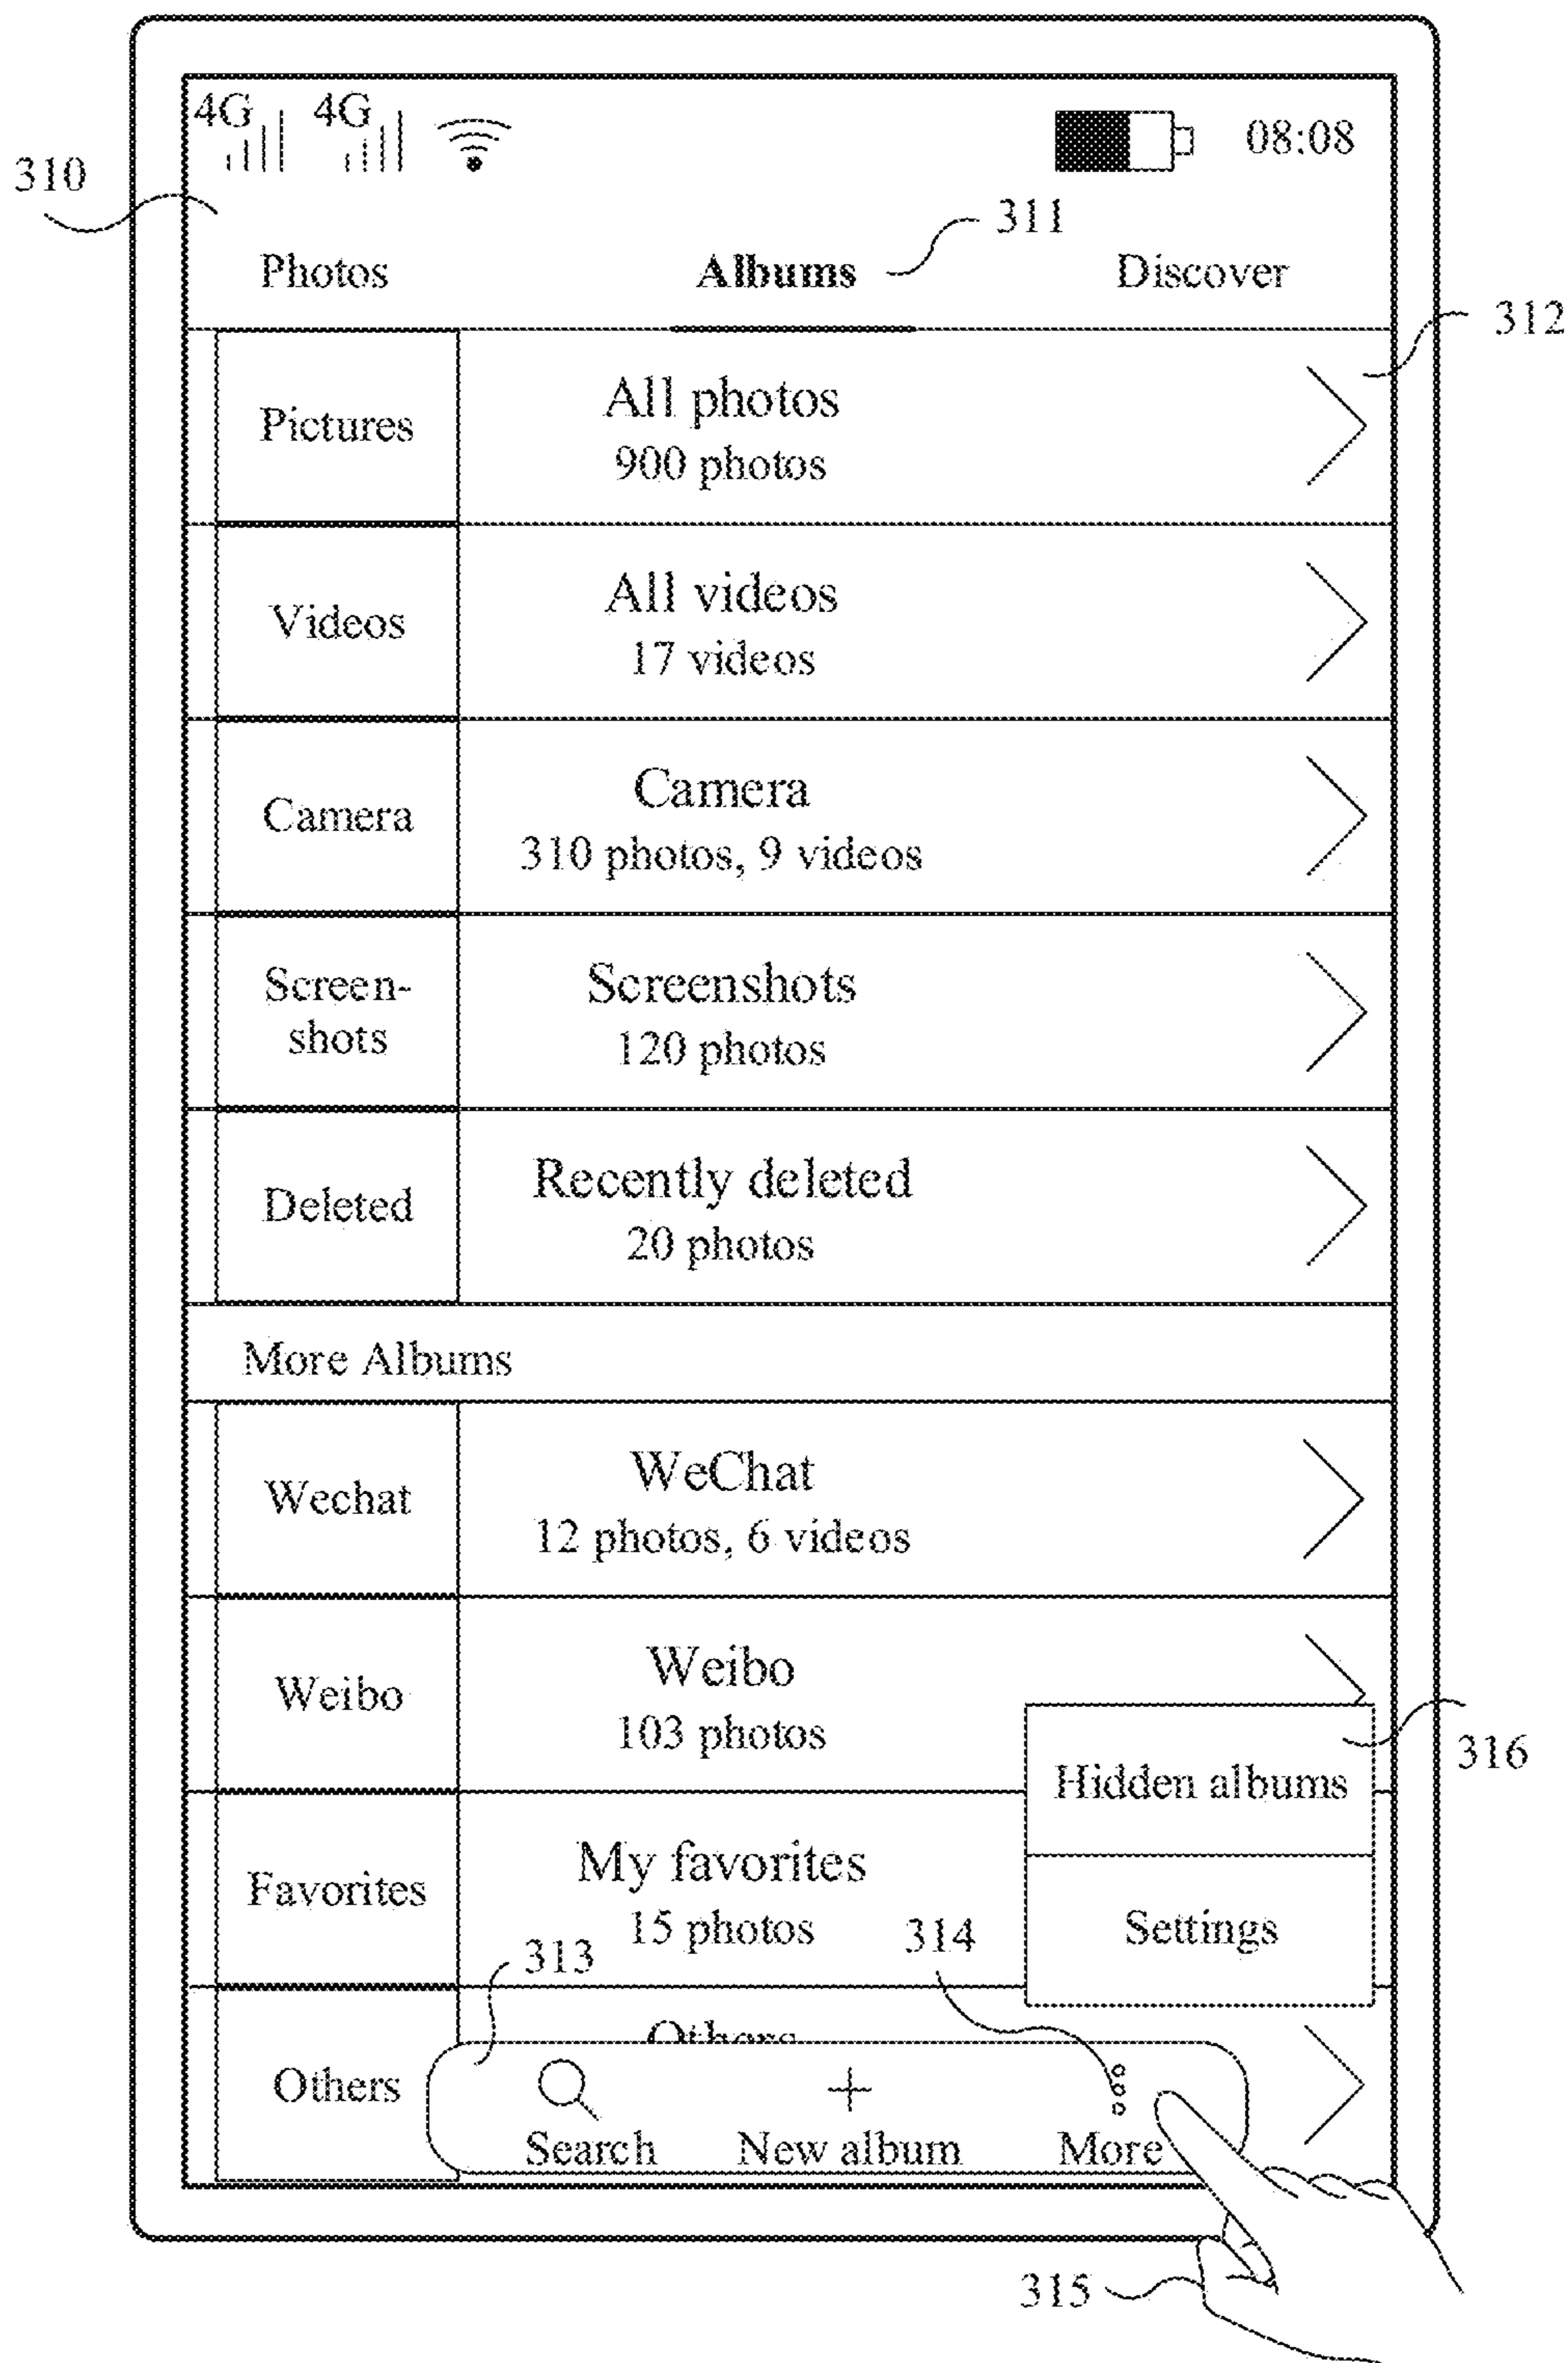 4G 4G 08:08
310
311
Photos Albums Discover
312
Pictures
All photos
900 photos
Videos
All videos
17 videos
Camera
Camera
310 photos, 9 videos
Screen-
shots
Screenshots
120 photos
Deleted
Recently deleted
20 photos
More Albums
Wechat
WeChat
12 photos, 6 videos
Weibo
Weibo
103 photos
316
Hidden albums
Settings
Favorites
My favorites
15 photos
313
314
Others
Others
Search New album More
315